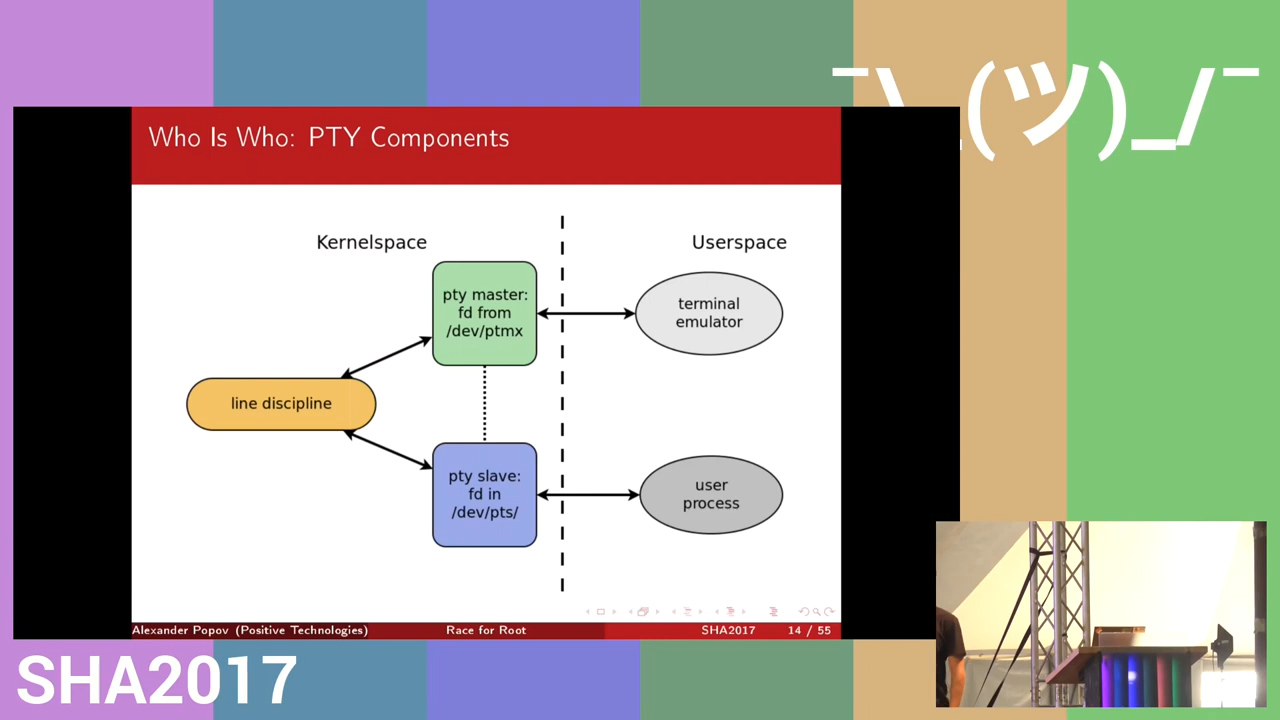 ¯\_(ツ)_/¯
Who Is Who: PTY Components
Kernelspace
Userspace
pty master:
fd from
/dev/ptmx
terminal
emulator
line discipline
pty slave:
fd in
/dev/pts/
user
process
Alexander Popov (Positive Technologies)
Race for Root
SHA2017
14 / 55
SHA2017